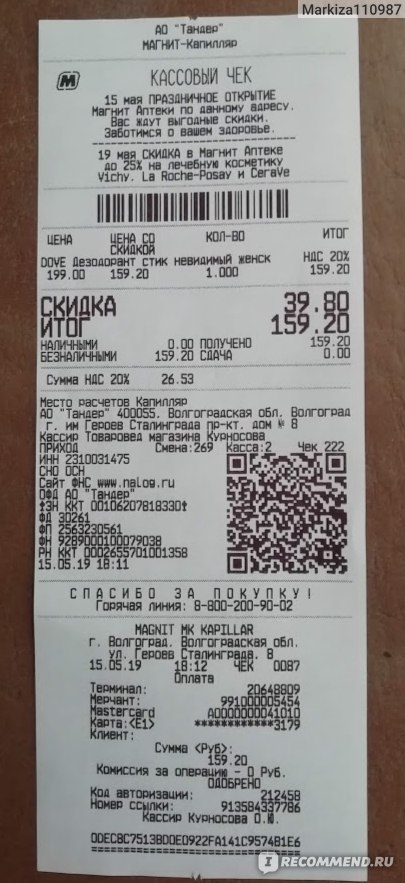 Markiza110987
АО "Тандер"
МАГНИТ-Капилляр
М
КАССОВЫЙ ЧЕК
15 мая ПРАЗДНИЧНОЕ ОТКРЫТИЕ
Магнит Аптеки по данному адресу.
Вас ждут выгодные скидки.
Заботимся о вашем здоровье.
19 мая СКИДКА в Магнит Аптеке
до 25% на лечебную косметику
Vichy, La Roche-Posay и CeraVe
ЦЕНА ЦЕНА СО СКИДКОЙ КОЛ-ВО ИТОГ
DOVE Дезодорант стик невидимый женск НДС 20%
199.00 159.20 1.000 159.20
СКИДКА 39.80
ИТОГ 159.20
НАЛИЧНЫМИ 0.00 ПОЛУЧЕНО 159.20
БЕЗНАЛИЧНЫМИ 159.20 СДАЧА 0.00
Сумма НДС 20% 26.53
Место расчетов Капилляр
АО "Тандер" 400055, Волгоградская обл, Волгоград
г, им Героев Сталинграда пр-кт, дом № 8
Кассир Товаровед магазина Курносова
ПРИХОД Смена:269 Касса:2 Чек 222
ИНН 2310031475
СНО ОСН
Сайт ФНС www.nalog.ru
ОФД АО "Тандер"
ЗН ККТ 00106207818330
ФД 30261
ФП 2563230561
ФН 9289000100079038
РН ККТ 0002655701001358
15.05.19 18:11
СПАСИБО ЗА ПОКУПКУ!
Горячая линия: 8-800-200-90-02
MAGNIT MK KAPILLAR
г. Волгоград, Волгоградская обл.
ул. Героев Сталинграда, 8
15.05.19 18:12 ЧЕК 0087
Оплата
Терминал: 20648809
Мерчант: 991000005454
Mastercard A0000000041010
Карта:<E1> ************3179
Клиент:
Сумма <Руб>:
159.20
Комиссия за операцию - 0 Руб.
ОДОБРЕНО
Код авторизации: 212458
Номер ссылки: 913584337786
Кассир Курносова О.Ю.
0DEC8C7513BD0E0922FA141C9574B1E6
IRECOMMEND.RU